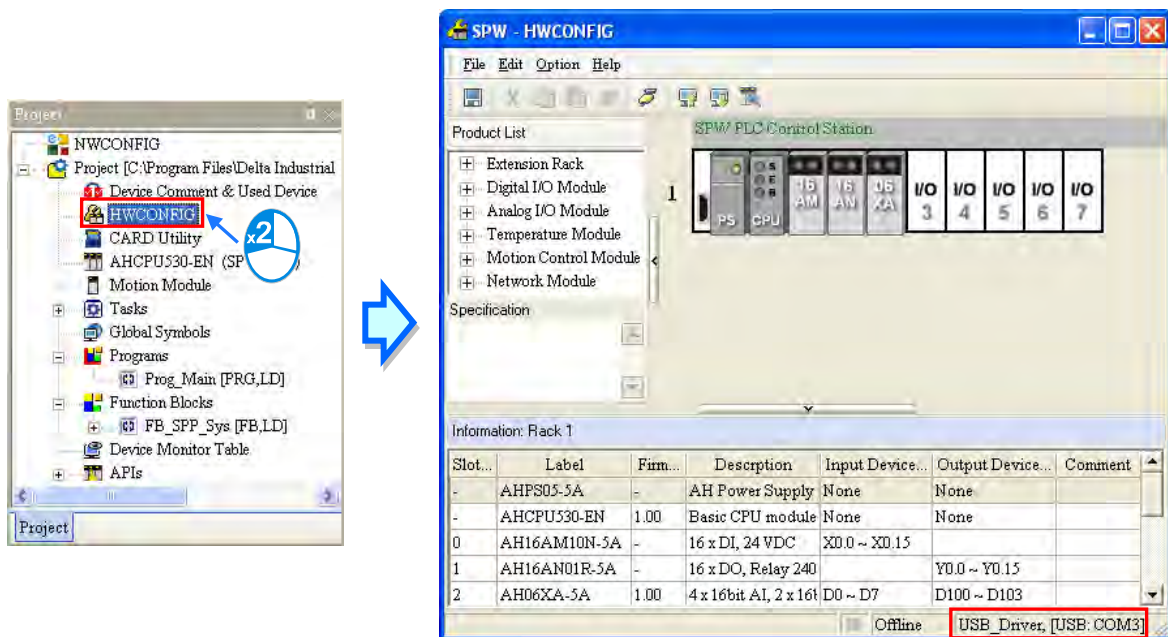 Project
NWCONFIG
Project [C:\Program Files\Delta Industrial
Device Comment & Used Device
HWCONFIG
x2
CARD Utility
AHCPU530-EN (SP
Motion Module
Tasks
Global Symbols
Programs
Prog_Main [PRG,LD]
Function Blocks
FB_SPP_Sys [FB,LD]
Device Monitor Table
APIs
Project
SPW - HWCONFIG
File Edit Option Help
Product List
Extension Rack
Digital I/O Module
Analog I/O Module
Temperature Module
Motion Control Module
Network Module
Specification
SPW PLC Control Station
1
PS
CPU
16 AM
16 AN
06 XA
I/O 3
I/O 4
I/O 5
I/O 6
I/O 7
Information: Rack 1
Slot... Label Firm... Descrption Input Device... Output Device... Comment
- AHPS05-5A - AH Power Supply None None
- AHCPU530-EN 1.00 Basic CPU module None None
0 AH16AM10N-5A - 16 x DI, 24 VDC X0.0 ~ X0.15
1 AH16AN01R-5A - 16 x DO, Relay 240 Y0.0 ~ Y0.15
2 AH06XA-5A 1.00 4 x 16bit AI, 2 x 16b D0 ~ D7 D100 ~ D103
Offline USB_Driver, [USB: COM3]